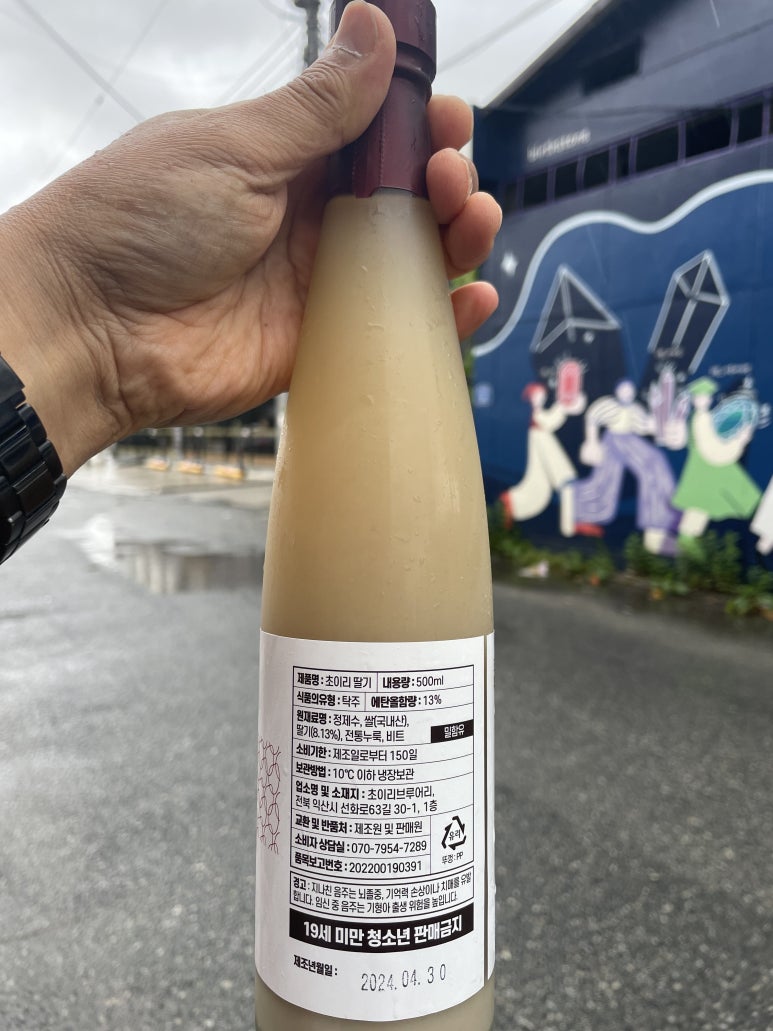 제품명 : 초이리 딸기 내용량 : 500ml
식품의유형 : 탁주 에탄올함량 : 13%
원재료명 : 정제수, 쌀(국내산),
딸기(8.13%), 전통누룩, 비트 밀함유
소비기한 : 제조일로부터 150일
보관방법 : 10℃ 이하 냉장보관
업소명 및 소재지 : 초이리브루어리,
전북 익산시 선화로63길 30-1, 1층
교환 및 반품처 : 제조원 및 판매원
소비자 상담실 : 070-7954-7289
품목보고번호 : 202200190391
유리
뚜껑 : PP
경고 : 지나친 음주는 뇌졸중, 기억력 손상이나 치매를 유발
합니다. 임신 중 음주는 기형아 출생 위험을 높입니다.
19세 미만 청소년 판매금지
제조년월일 :
2024. 04. 30